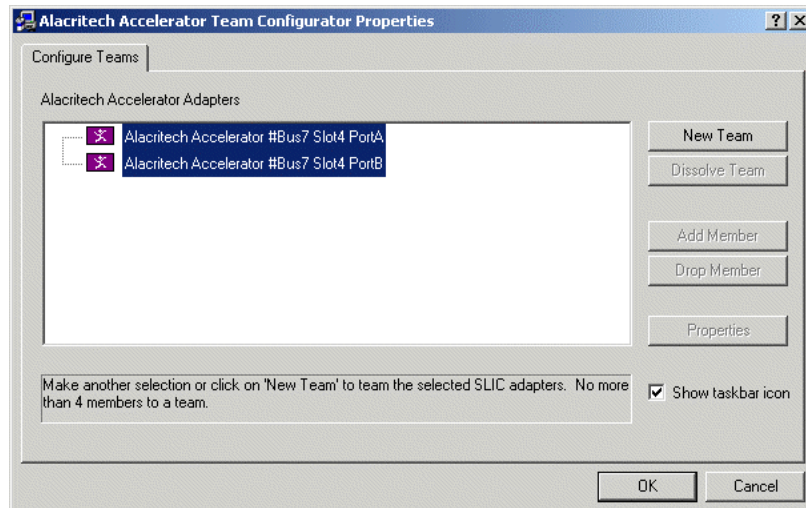 Alacritech Accelerator Team Configurator Properties
Configure Teams
Alacritech Accelerator Adapters
Alacritech Accelerator #Bus7 Slot4 PortA
Alacritech Accelerator #Bus7 Slot4 PortB
New Team
Dissolve Team
Add Member
Drop Member
Properties
Make another selection or click on 'New Team' to team the selected SLIC adapters. No more
than 4 members to a team.
Show taskbar icon
OK
Cancel